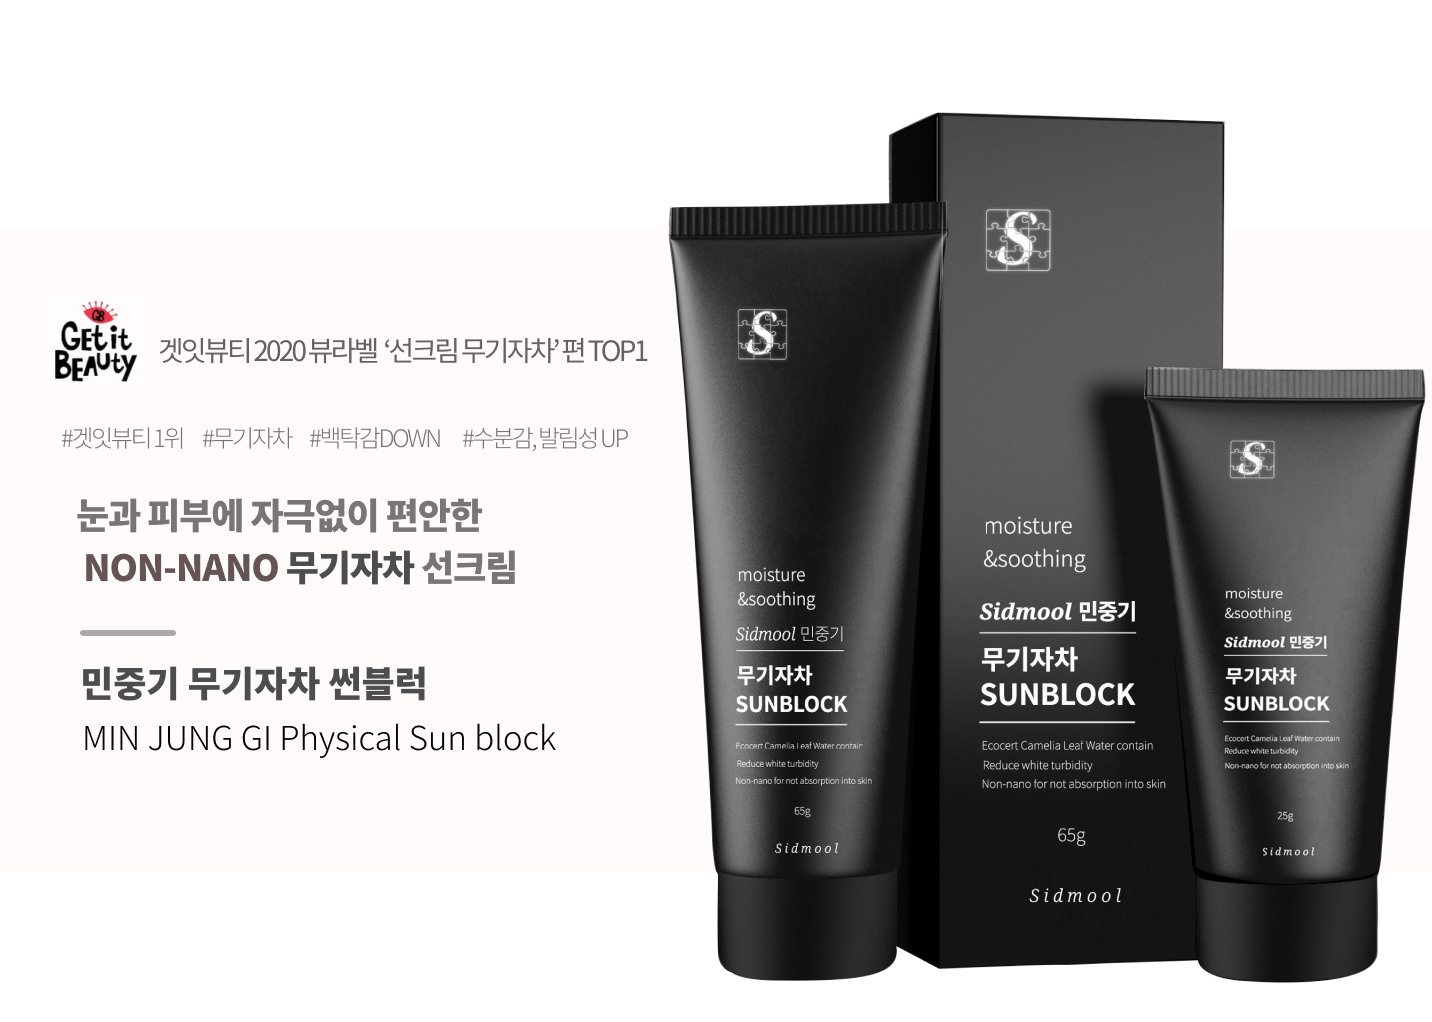 GB
GEt it
BEAUty
겟잇뷰티 2020 뷰라벨 ‘선크림 무기자차’ 편 TOP1
#겟잇뷰티 1위 #무기자차 #백탁감DOWN #수분감, 발림성 UP
눈과 피부에 자극없이 편안한
NON-NANO 무기자차 선크림
민중기 무기자차 썬블럭
MIN JUNG GI Physical Sun block
S
moisture
&soothing
Sidmool 민중기
무기자차
SUNBLOCK
Ecocert Camelia Leaf Water contain
Reduce white turbidity
Non-nano for not absorption into skin
65g
Sidmool
S
moisture
&soothing
Sidmool 민중기
무기자차
SUNBLOCK
Ecocert Camelia Leaf Water contain
Reduce white turbidity
Non-nano for not absorption into skin
65g
Sidmool
S
moisture
&soothing
Sidmool 민중기
무기자차
SUNBLOCK
Ecocert Camelia Leaf Water contain
Reduce white turbidity
Non-nano for not absorption into skin
25g
Sidmool